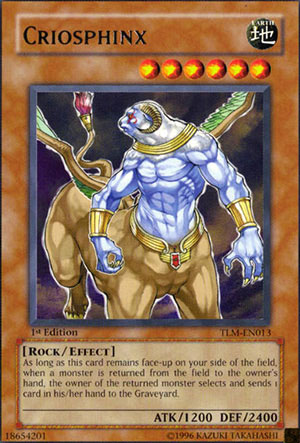 CRIOSPHINX
EARTH
地
1st Edition
TLM-EN013
[ROCK/EFFECT]
As long as this card remains face-up on your side of the field,
when a monster is returned from the field to the owner's
hand, the owner of the returned monster selects and sends 1
card in his/her hand to the Graveyard.
ATK/1200 DEF/2400
18654201
©1996 KAZUKI TAKAHASHI